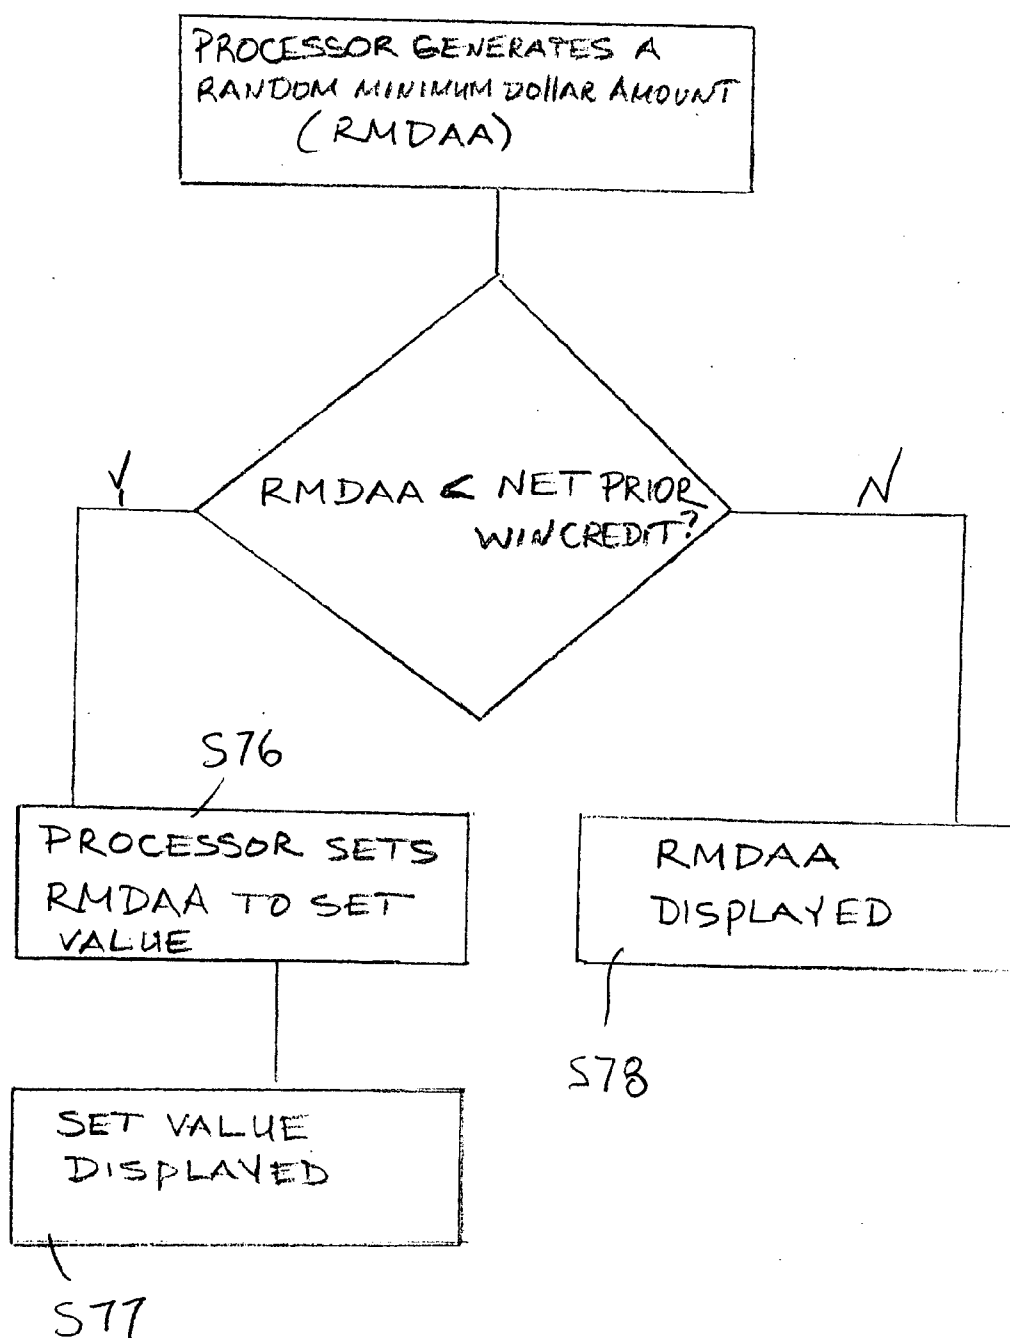 PROCESSOR GENERATES A
RANDOM MINIMUM DOllAR AMOUNT
(RMDAA)
RMDAA < NET PRIOR
WIN CREDIT?
Y
N
S76
PROCESSOR SETS
RMDAA TO SET
VALUE
RMDAA
DISPLAYED
S78
SET VALUE
DISPLAYED
S77